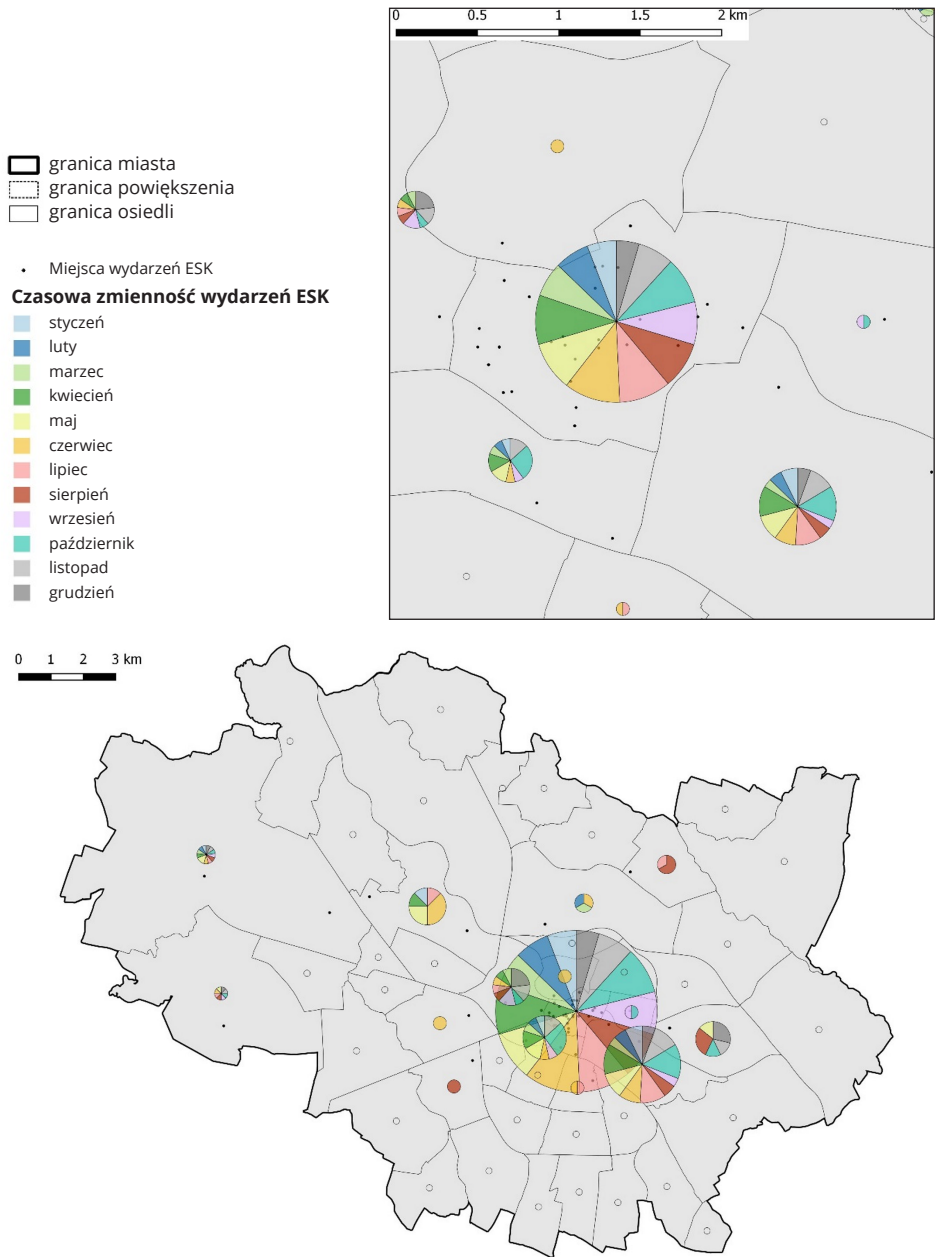 0 0.5 1 1.5 2 km
granica miasta
granica powiększenia
granica osiedli
Miejsca wydarzeń ESK
Czasowa zmienność wydarzeń ESK
styczeń
luty
marzec
kwiecień
maj
czerwiec
lipiec
sierpień
wrzesień
październik
listopad
grudzień
0 1 2 3 km